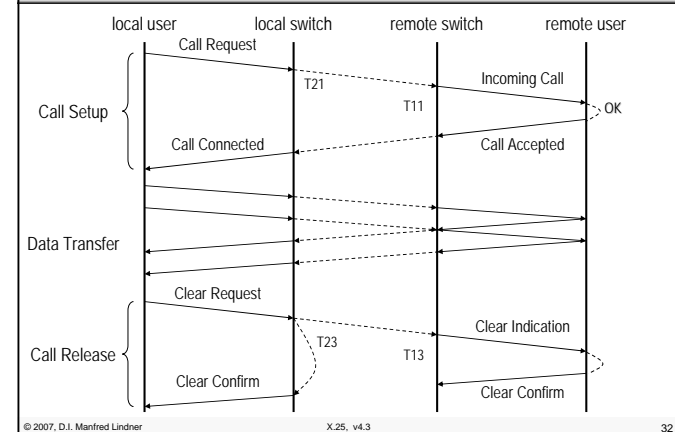 local user local switch remote switch remote user
Call Request
T21
Incoming Call
T11
OK
Call Setup
Call Connected
Call Accepted
Data Transfer
Clear Request
Clear Indication
T23
T13
Call Release
Clear Confirm
Clear Confirm
© 2007, D.I. Manfred Lindner X.25, v4.3 32